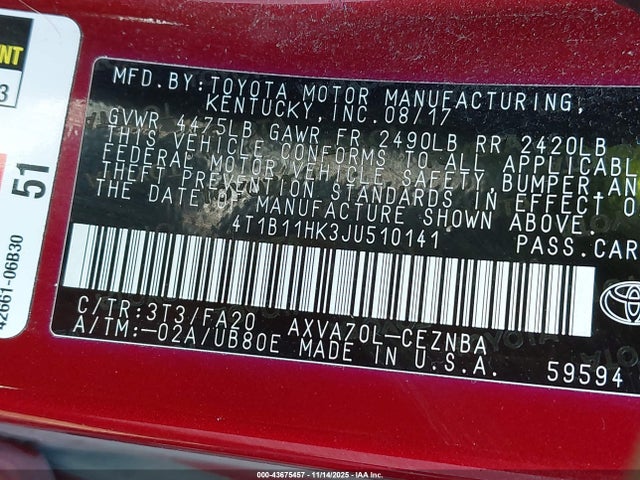 MFD.BY:TOYOTA MOTOR MANUFACTURING,
KENTUCKY,INC.08/17
GVWR 4475LB GAWR FR 2490LB RR 2420LB
THIS VEHICLE CONFORMS TO ALL APPLICABL
FEDERAL MOTOR VEHICLE SAFETY,BUMPER,AN
THEFT PREVENTION STANDARDS IN EFFECT O
THE DATE OF MANUFACTURE SHOWN ABOVE.
4T1B11HK3JU510141 PASS.CAR
C/TR:3T3/FA20 AXVA70L-CEZNBA
A/TM:-02A/UB80E MADE IN U.S.A. 59594
51
42661-06B30
000-43675457 - 11/14/2025 - IAA Inc.